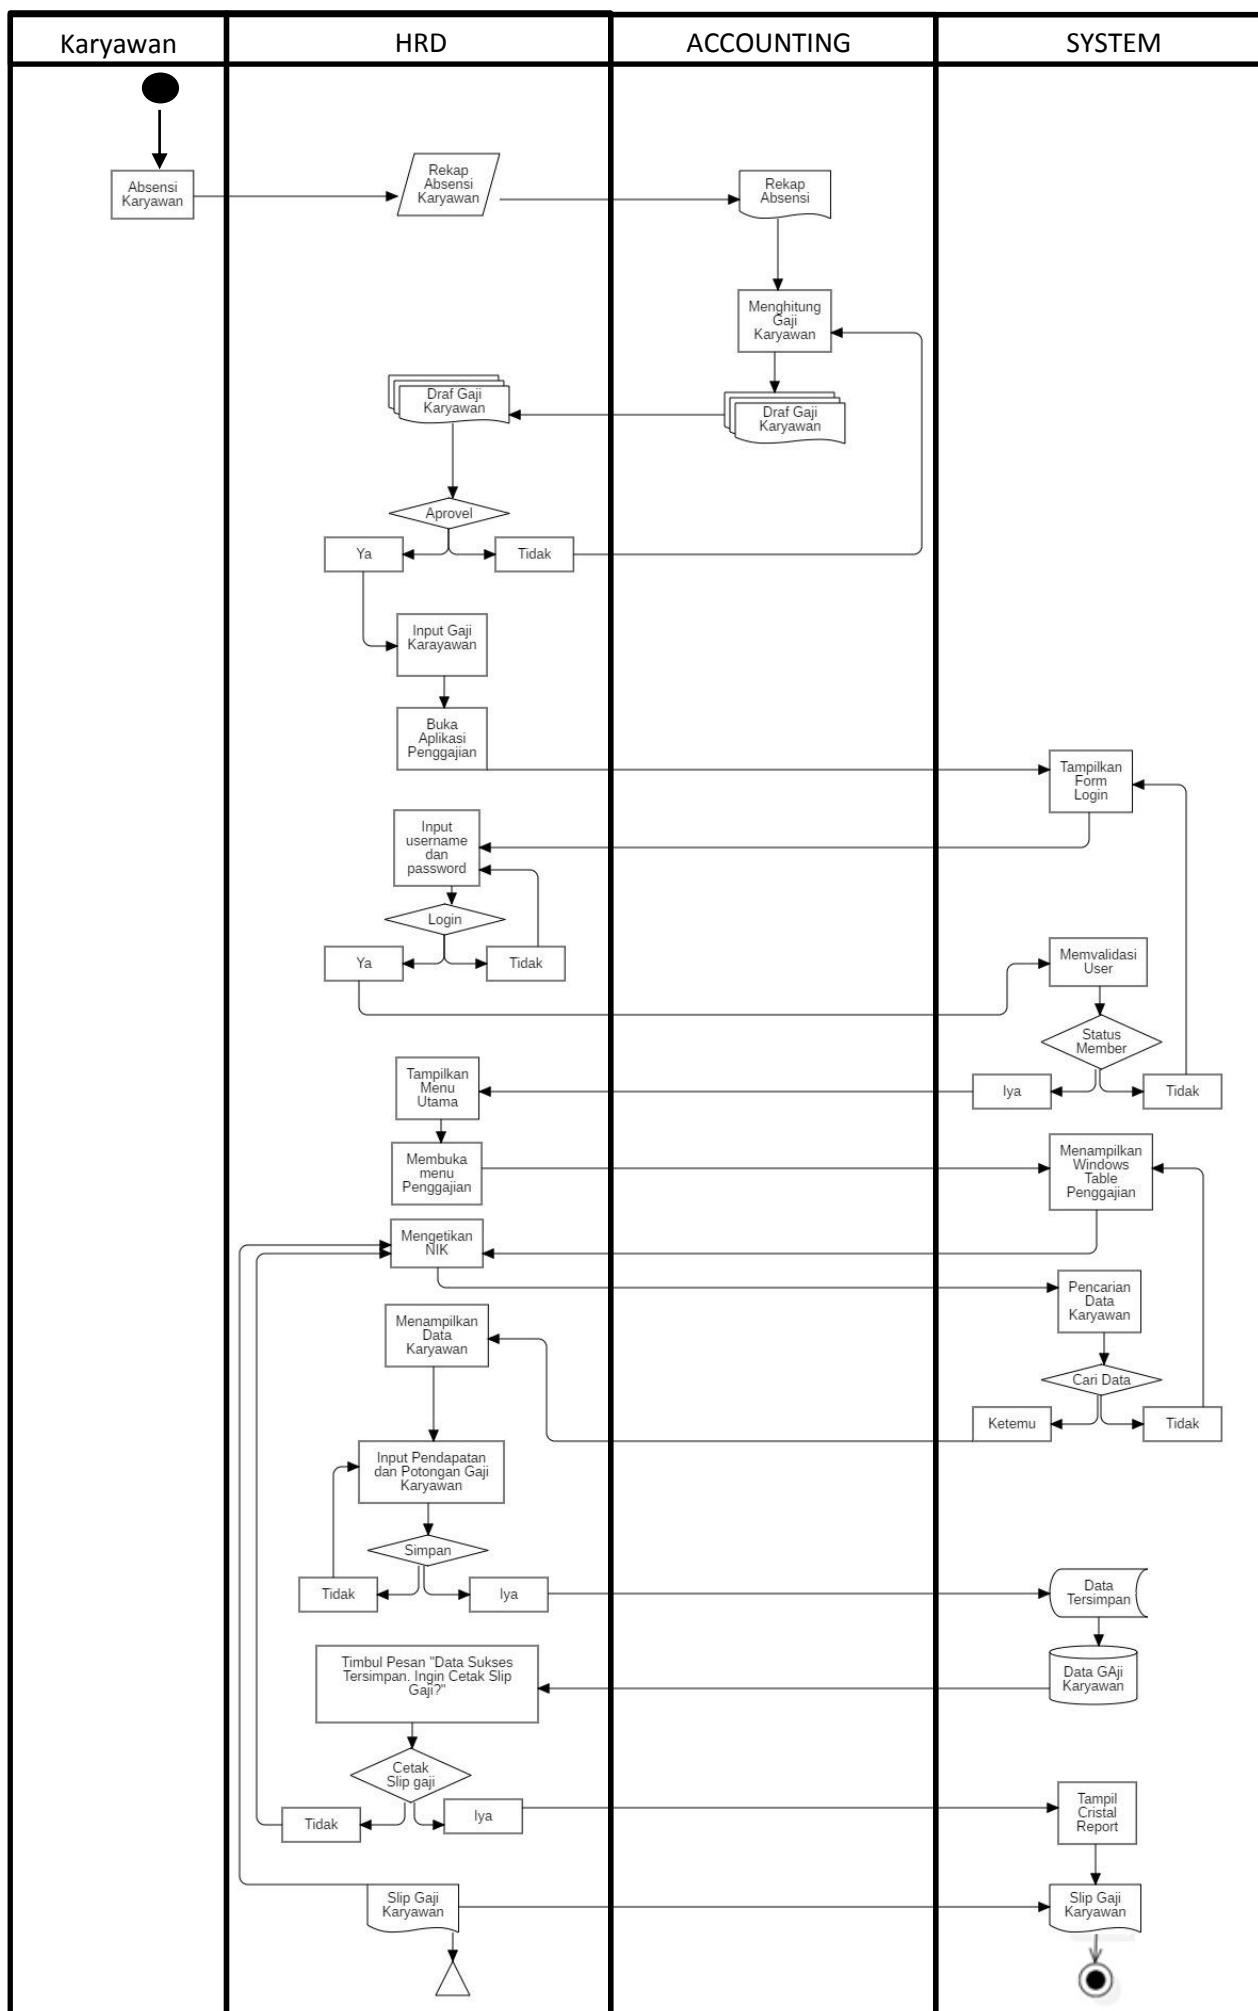 Karyawan
HRD
ACCOUNTING
SYSTEM
Absensi
Karyawan
Rekap
Absensi
Karyawan
Rekap
Absensi
Menghitung
Gaji
Karyawan
Draf Gaji
Karyawan
Draf Gaji
Karyawan
Aprovel
Ya
Tidak
Input Gaji
Karayawan
Buka
Aplikasi
Penggajian
Tampilkan
Form
Login
Input
username
dan
password
Login
Ya
Tidak
Memvalidasi
User
Status
Member
Iya
Tidak
Tampilkan
Menu
Utama
Membuka
menu
Penggajian
Menampilkan
Windows
Table
Penggajian
Mengetikan
NIK
Pencarian
Data
Karyawan
Menampilkan
Data
Karyawan
Cari Data
Ketemu
Tidak
Input Pendapatan
dan Potongan Gaji
Karyawan
Simpan
Tidak
Iya
Data
Tersimpan
Data GAji
Karyawan
Timbul Pesan "Data Sukses
Tersimpan. Ingin Cetak Slip
Gaji?"
Cetak
Slip gaji
Tidak
Iya
Tampil
Cristal
Report
Slip Gaji
Karyawan
Slip Gaji
Karyawan